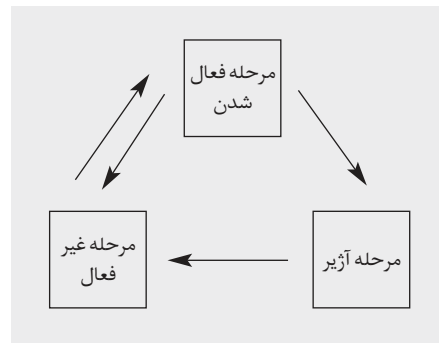 مرحله فعال
شدن
مرحله آژیر
مرحله غیر
فعال